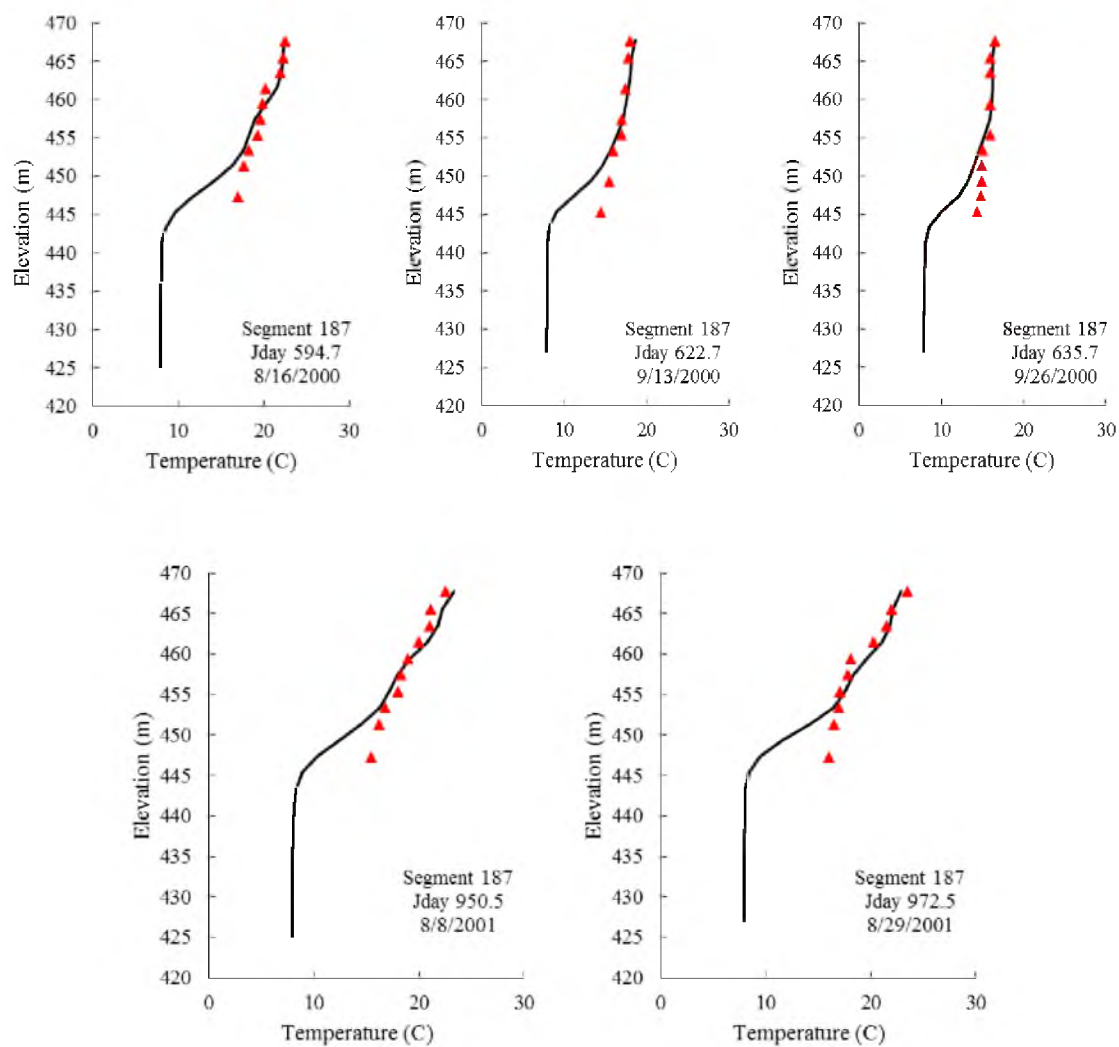 470
465
460
455
450
445
440
435
430
425
420
Elevation (m)
0 10 20 30
Temperature (C)
Segment 187
Jday 594.7
8/16/2000
470
465
460
455
450
445
440
435
430
425
420
Elevation (m)
0 10 20 30
Temperature (C)
Segment 187
Jday 622.7
9/13/2000
470
465
460
455
450
445
440
435
430
425
420
Elevation (m)
0 10 20 30
Temperature (C)
Segment 187
Jday 635.7
9/26/2000
470
465
460
455
450
445
440
435
430
425
420
Elevation (m)
0 10 20 30
Temperature (C)
Segment 187
Jday 950.5
8/8/2001
470
465
460
455
450
445
440
435
430
425
420
Elevation (m)
0 10 20 30
Temperature (C)
Segment 187
Jday 972.5
8/29/2001